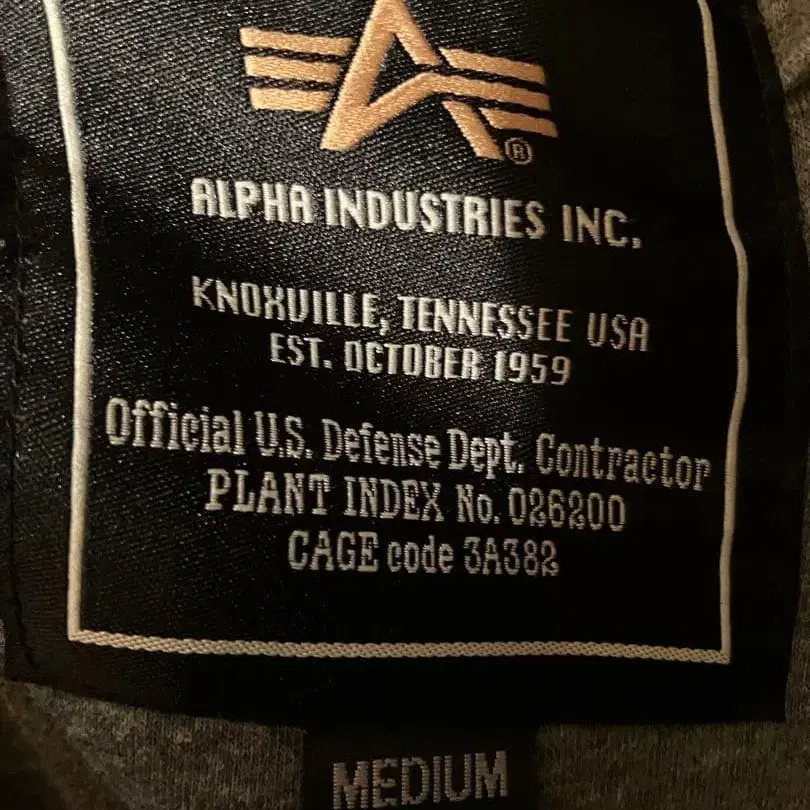 ®
ALPHA INDUSTRIES INC.
KNOXVILLE, TENNESSEE USA
EST. OCTOBER 1959
Official U.S. Defense Dept. Contractor
PLANT INDEX No. 026200
CAGE code 3A382
MEDIUM